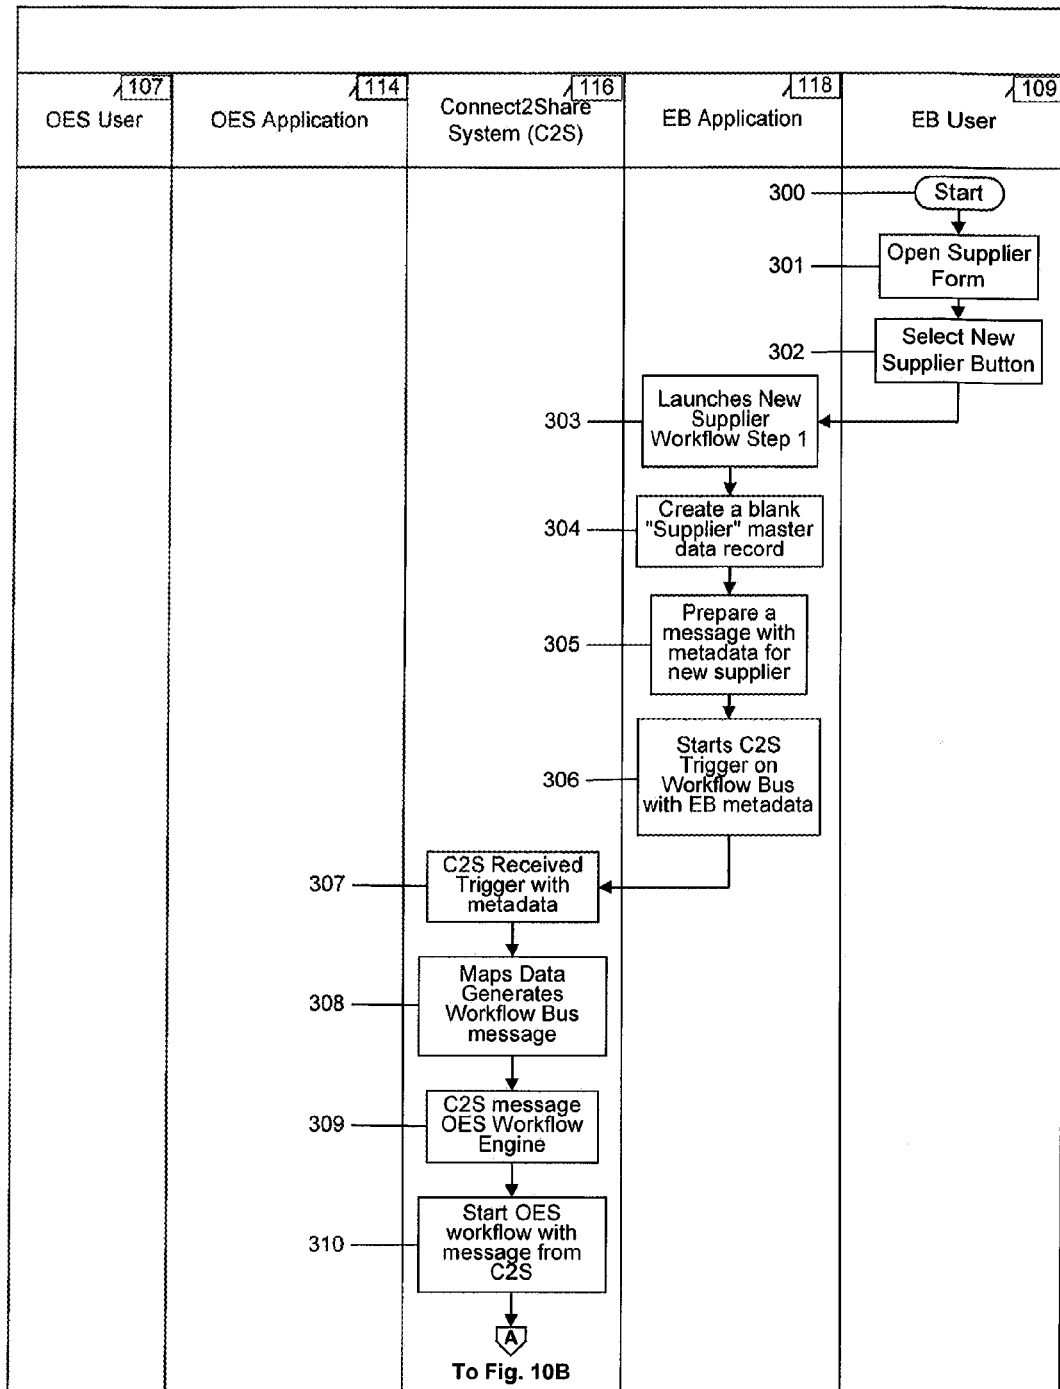 107
114
116
118
109
OES User
OES Application
Connect2Share
System (C2S)
EB Application
EB User
300
Start
301
Open Supplier
Form
302
Select New
Supplier Button
303
Launches New
Supplier
Workflow Step 1
304
Create a blank
"Supplier" master
data record
305
Prepare a
message with
metadata for
new supplier
306
Starts C2S
Trigger on
Workflow Bus
with EB metadata
307
C2S Received
Trigger with
metadata
308
Maps Data
Generates
Workflow Bus
message
309
C2S message
OES Workflow
Engine
310
Start OES
workflow with
message from
C2S
A
To Fig. 10B